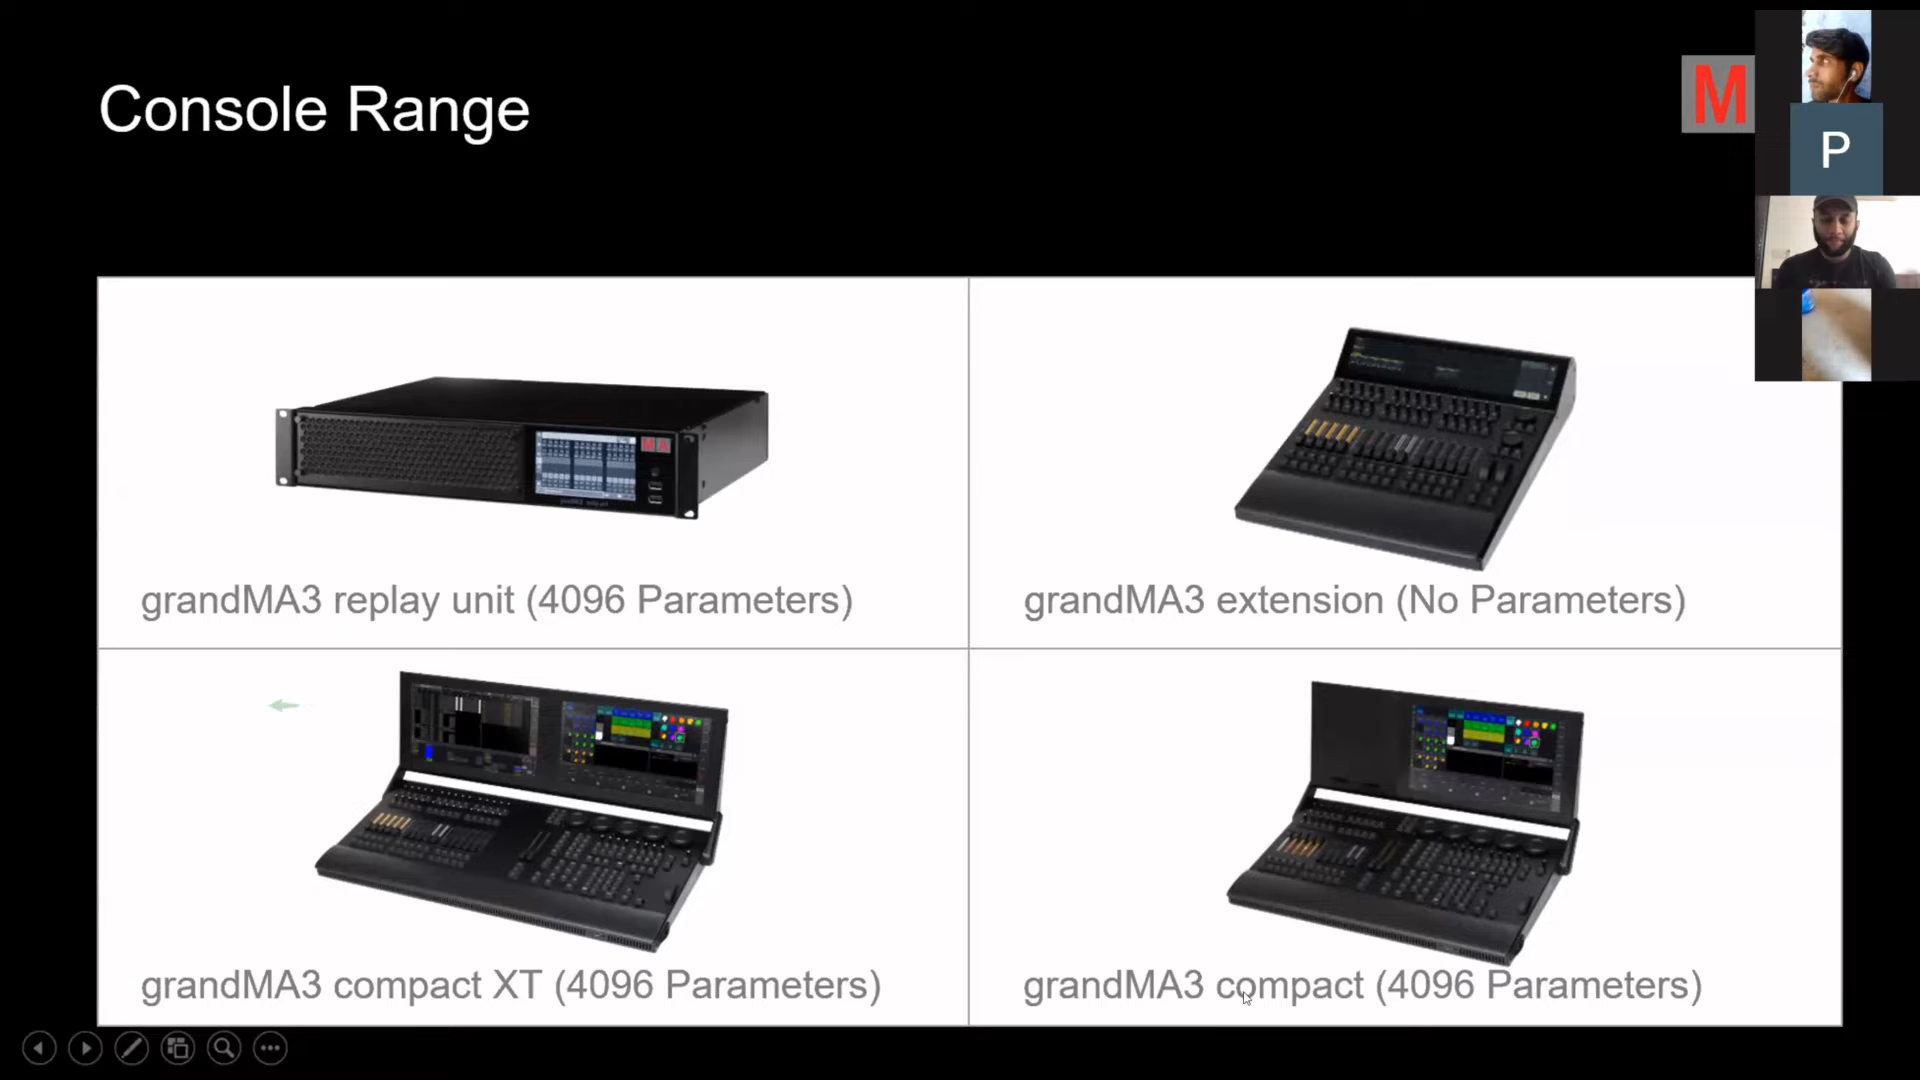 Console Range
M
P
MA
grandMA3 replay unit (4096 Parameters)
grandMA3 extension (No Parameters)
grandMA3 compact XT (4096 Parameters)
grandMA3 compact (4096 Parameters)